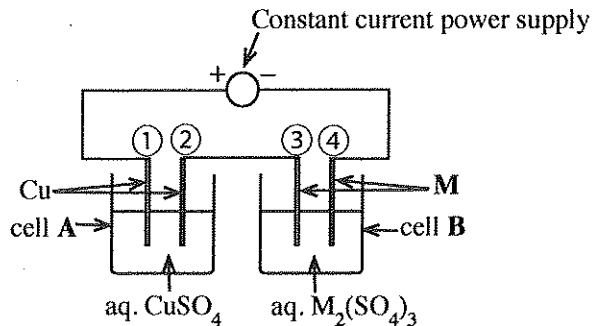 Constant current power supply
+ −
① ② ③ ④
Cu M
cell A cell B
aq. CuSO₄ aq. M₂(SO₄)₃